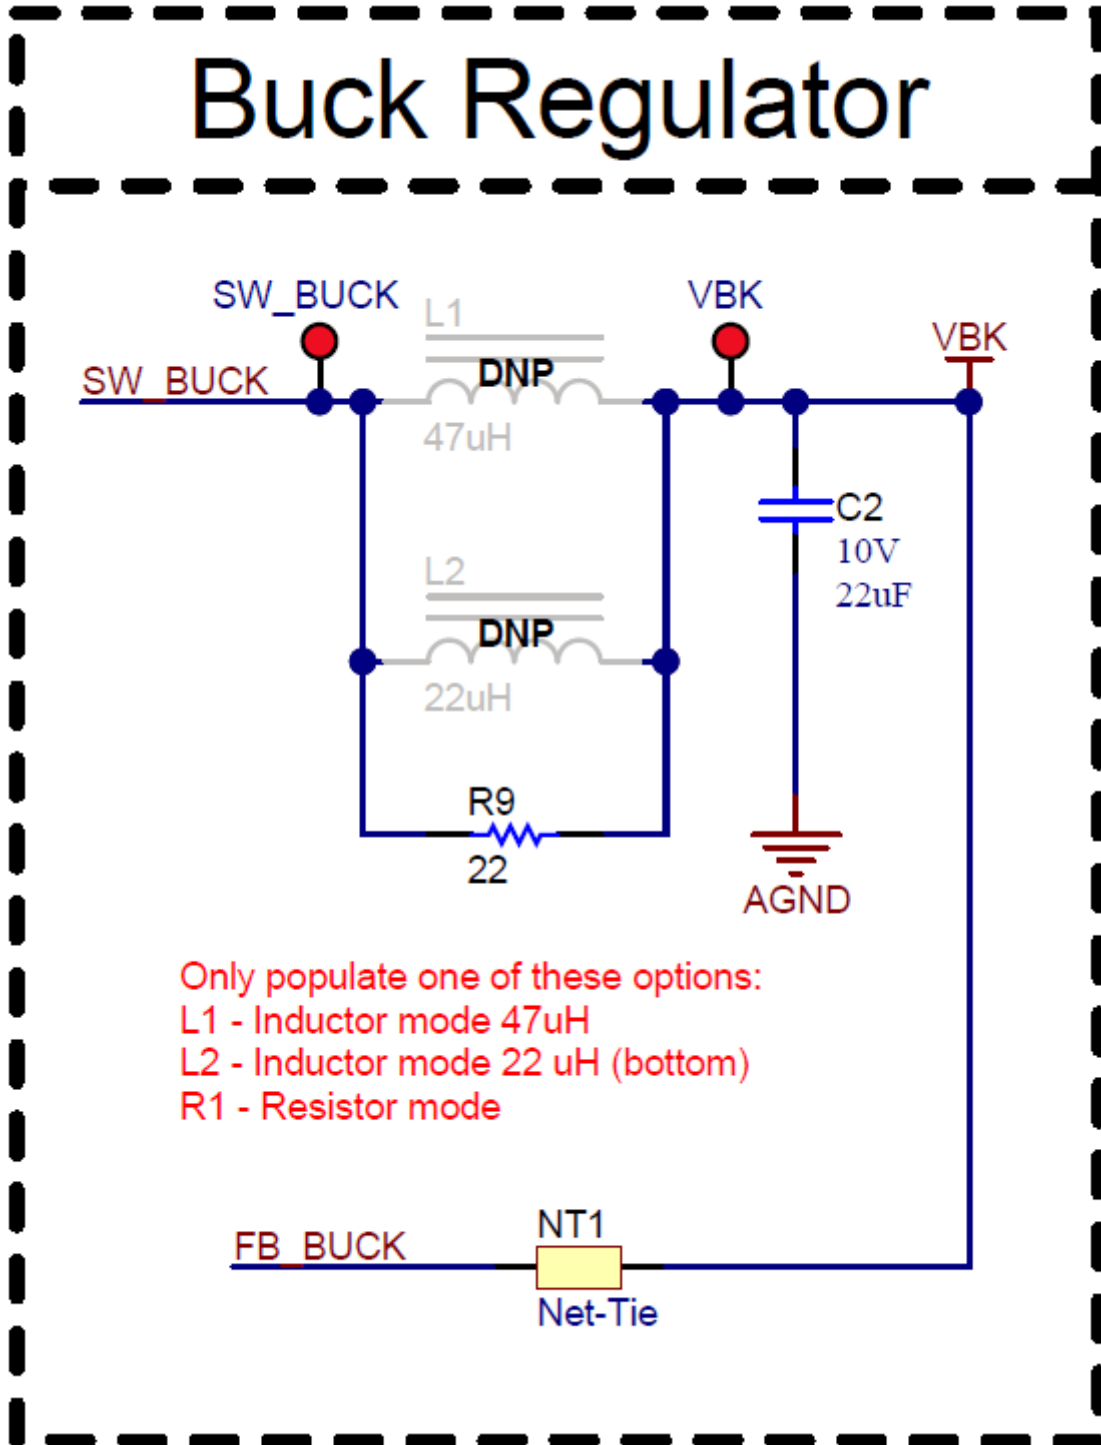 Buck Regulator
SW_BUCK
VBK
L1
VBK
SW_BUCK
DNP
47uH
C2
10V
22uF
L2
DNP
22uH
R9
22
AGND
Only populate one of these options:
L1 - Inductor mode 47uH
L2 - Inductor mode 22 uH (bottom)
R1 - Resistor mode
NT1
FB_BUCK
Net-Tie